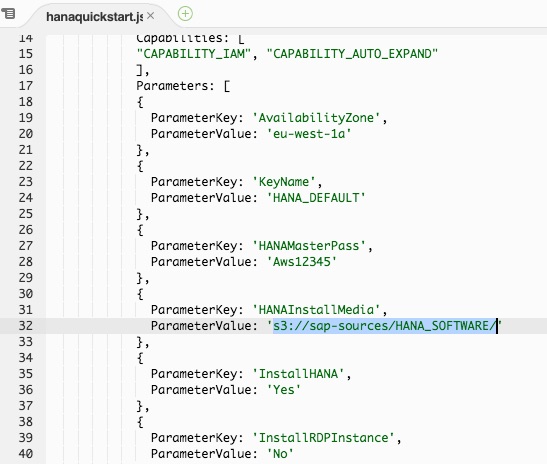 hanaquickstart.js
14 Capabilities: [
15 "CAPABILITY_IAM", "CAPABILITY_AUTO_EXPAND"
16 ],
17 Parameters: [
18 {
19 ParameterKey: 'AvailabilityZone',
20 ParameterValue: 'eu-west-1a'
21 },
22 {
23 ParameterKey: 'KeyName',
24 ParameterValue: 'HANA_DEFAULT'
25 },
26 {
27 ParameterKey: 'HANAMasterPass',
28 ParameterValue: 'Aws12345'
29 },
30 {
31 ParameterKey: 'HANAInstallMedia',
32 ParameterValue: 's3://sap-sources/HANA_SOFTWARE/'
33 },
34 {
35 ParameterKey: 'InstallHANA',
36 ParameterValue: 'Yes'
37 },
38 {
39 ParameterKey: 'InstallRDPInstance',
40 ParameterValue: 'No'